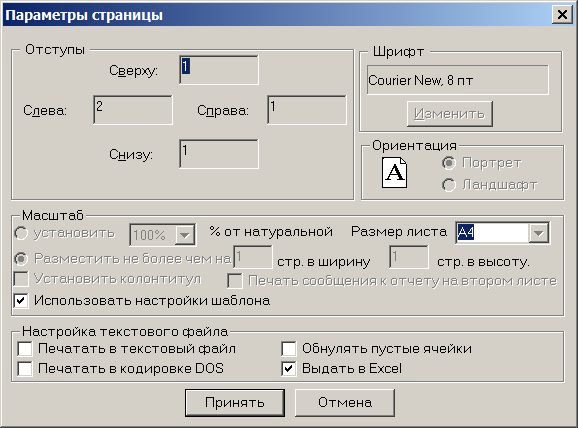 Параметры страницы
Отступы
Сверху: 1
Слева: 2 Справа: 1
Снизу: 1
Шрифт
Courier New, 8 пт
Изменить
Ориентация
A
Портрет
Ландшафт
Масштаб
установить 100% % от натуральной Размер листа A4
Разместить не более чем на 1 стр. в ширину 1 стр. в высоту.
Установить колонтитул Печать сообщения к отчету на втором листе
Использовать настройки шаблона
Настройка текстового файла
Печатать в текстовый файл Обнулять пустые ячейки
Печатать в кодировке DOS Выдать в Excel
Принять Отмена